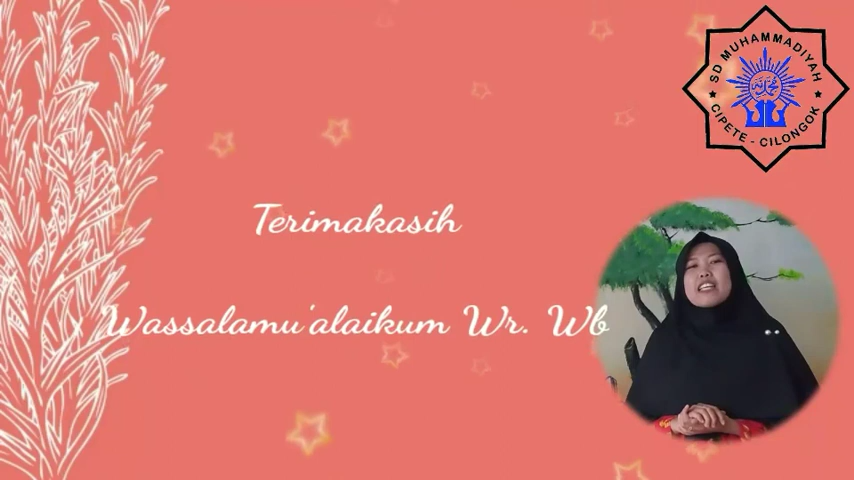 SD MUHAMMADIYAH
CIPETE - CILONGOK
Terimakasih
Wassalamu'alaikum Wr. Wb